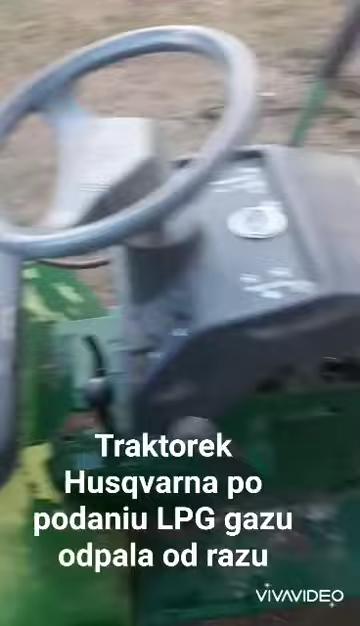 Traktorek
Husqvarna po
podaniu LPG gazu
odpala od razu
VIVAVIDEO